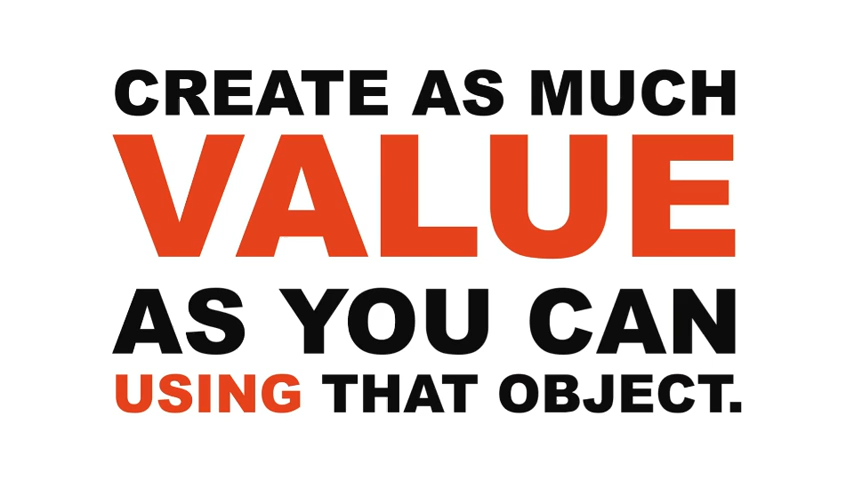 CREATE AS MUCH
VALUE
AS YOU CAN
USING THAT OBJECT.